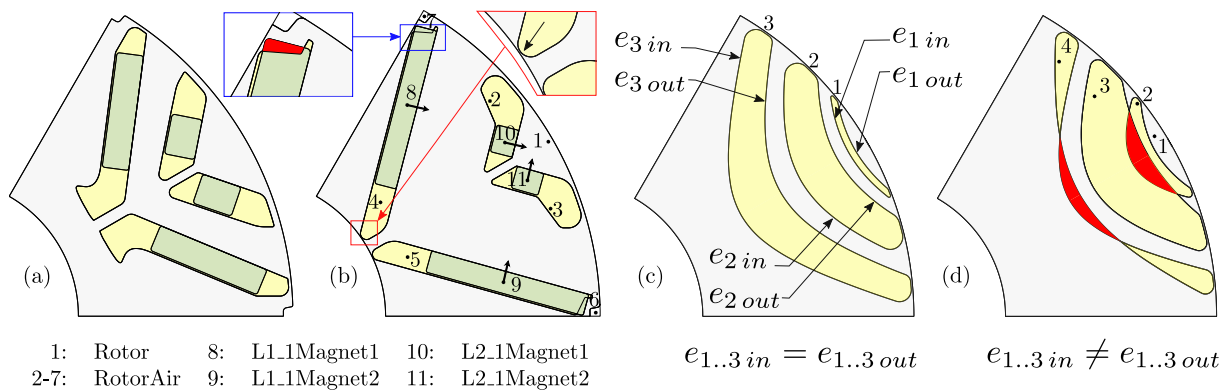 (a)
7
8
2
10
1
11
4
3
5
9
6
(b)
3
2
1
e3 in
e3 out
e1 in
e1 out
e2 in
e2 out
(c)
4
3
2
1
(d)
1: Rotor 8: L1_1Magnet1 10: L2_1Magnet1
2-7: RotorAir 9: L1_1Magnet2 11: L2_1Magnet2
e1..3 in = e1..3 out
e1..3 in ≠ e1..3 out